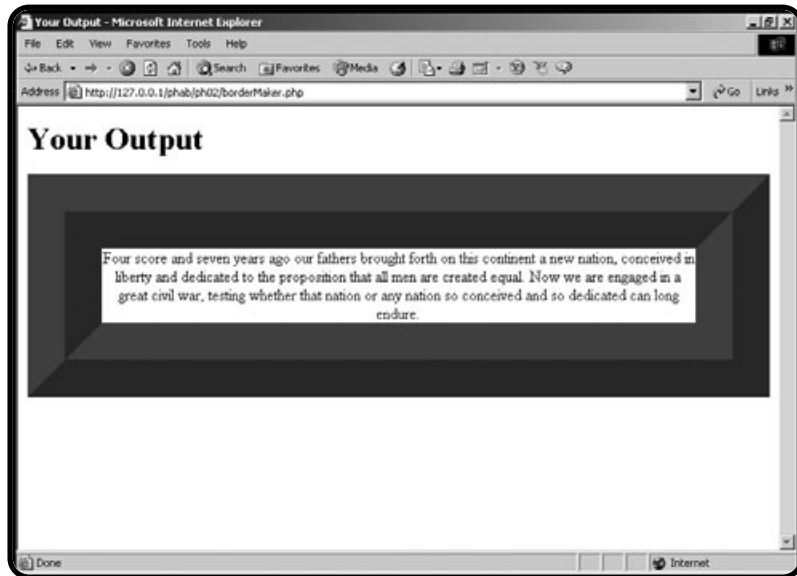 Your Output - Microsoft Internet Explorer
File Edit View Favorites Tools Help
Back Search Favorites Media
Address http://127.0.0.1/phab/ph02/borderMaker.php Go Links »
Your Output
Four score and seven years ago our fathers brought forth on this continent a new nation, conceived in
liberty and dedicated to the proposition that all men are created equal. Now we are engaged in a
great civil war, testing whether that nation or any nation so conceived and so dedicated can long
endure.
Done Internet